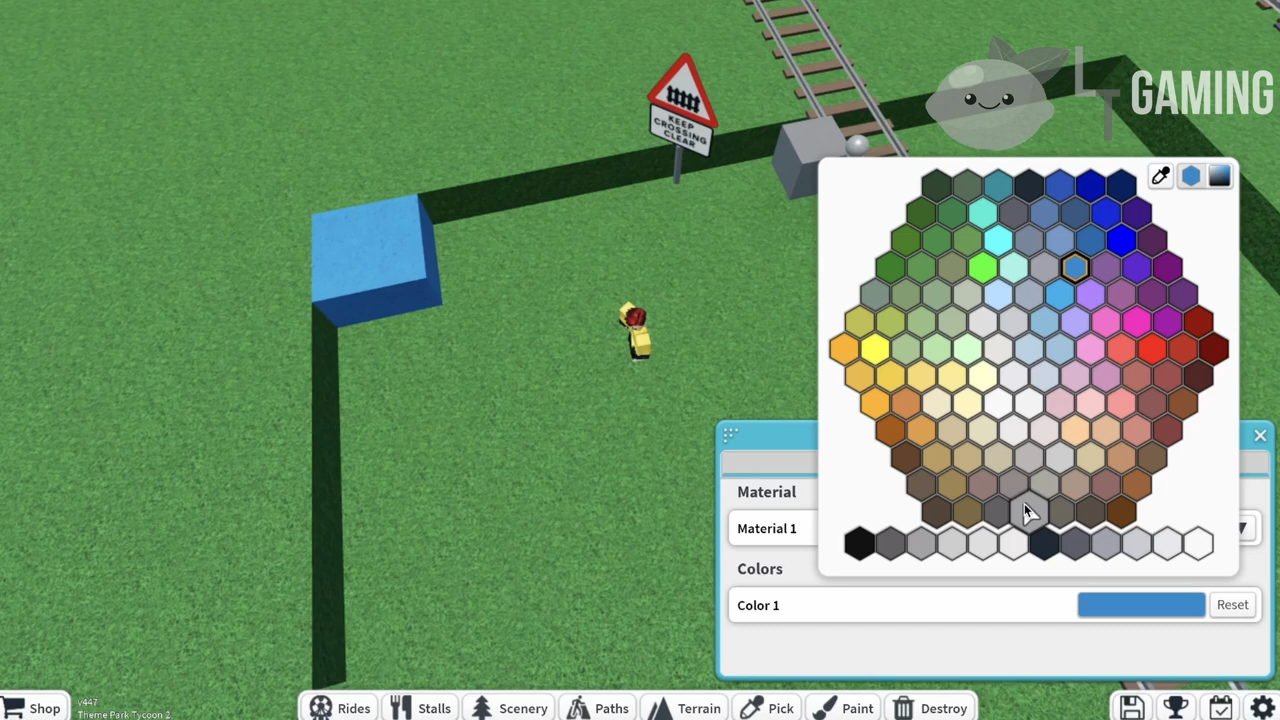 KEEP
CROSSING
CLEAR
LT GAMING
Material
Material 1
Colors
Color 1
Reset
Shop
v447
Theme Park Tycoon 2
Rides
Stalls
Scenery
Paths
Terrain
Pick
Paint
Destroy